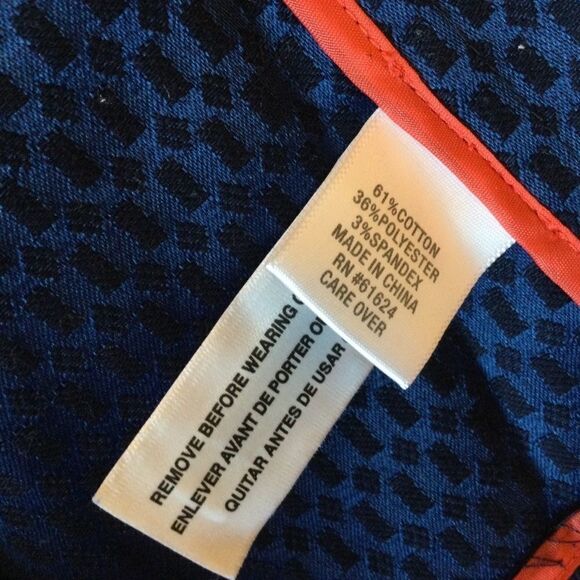 61%COTTON
36%POLYESTER
3%SPANDEX
MADE IN CHINA
RN #61624
CARE OVER
REMOVE BEFORE WEARING
ENLEVER AVANT DE PORTER
QUITAR ANTES DE USAR